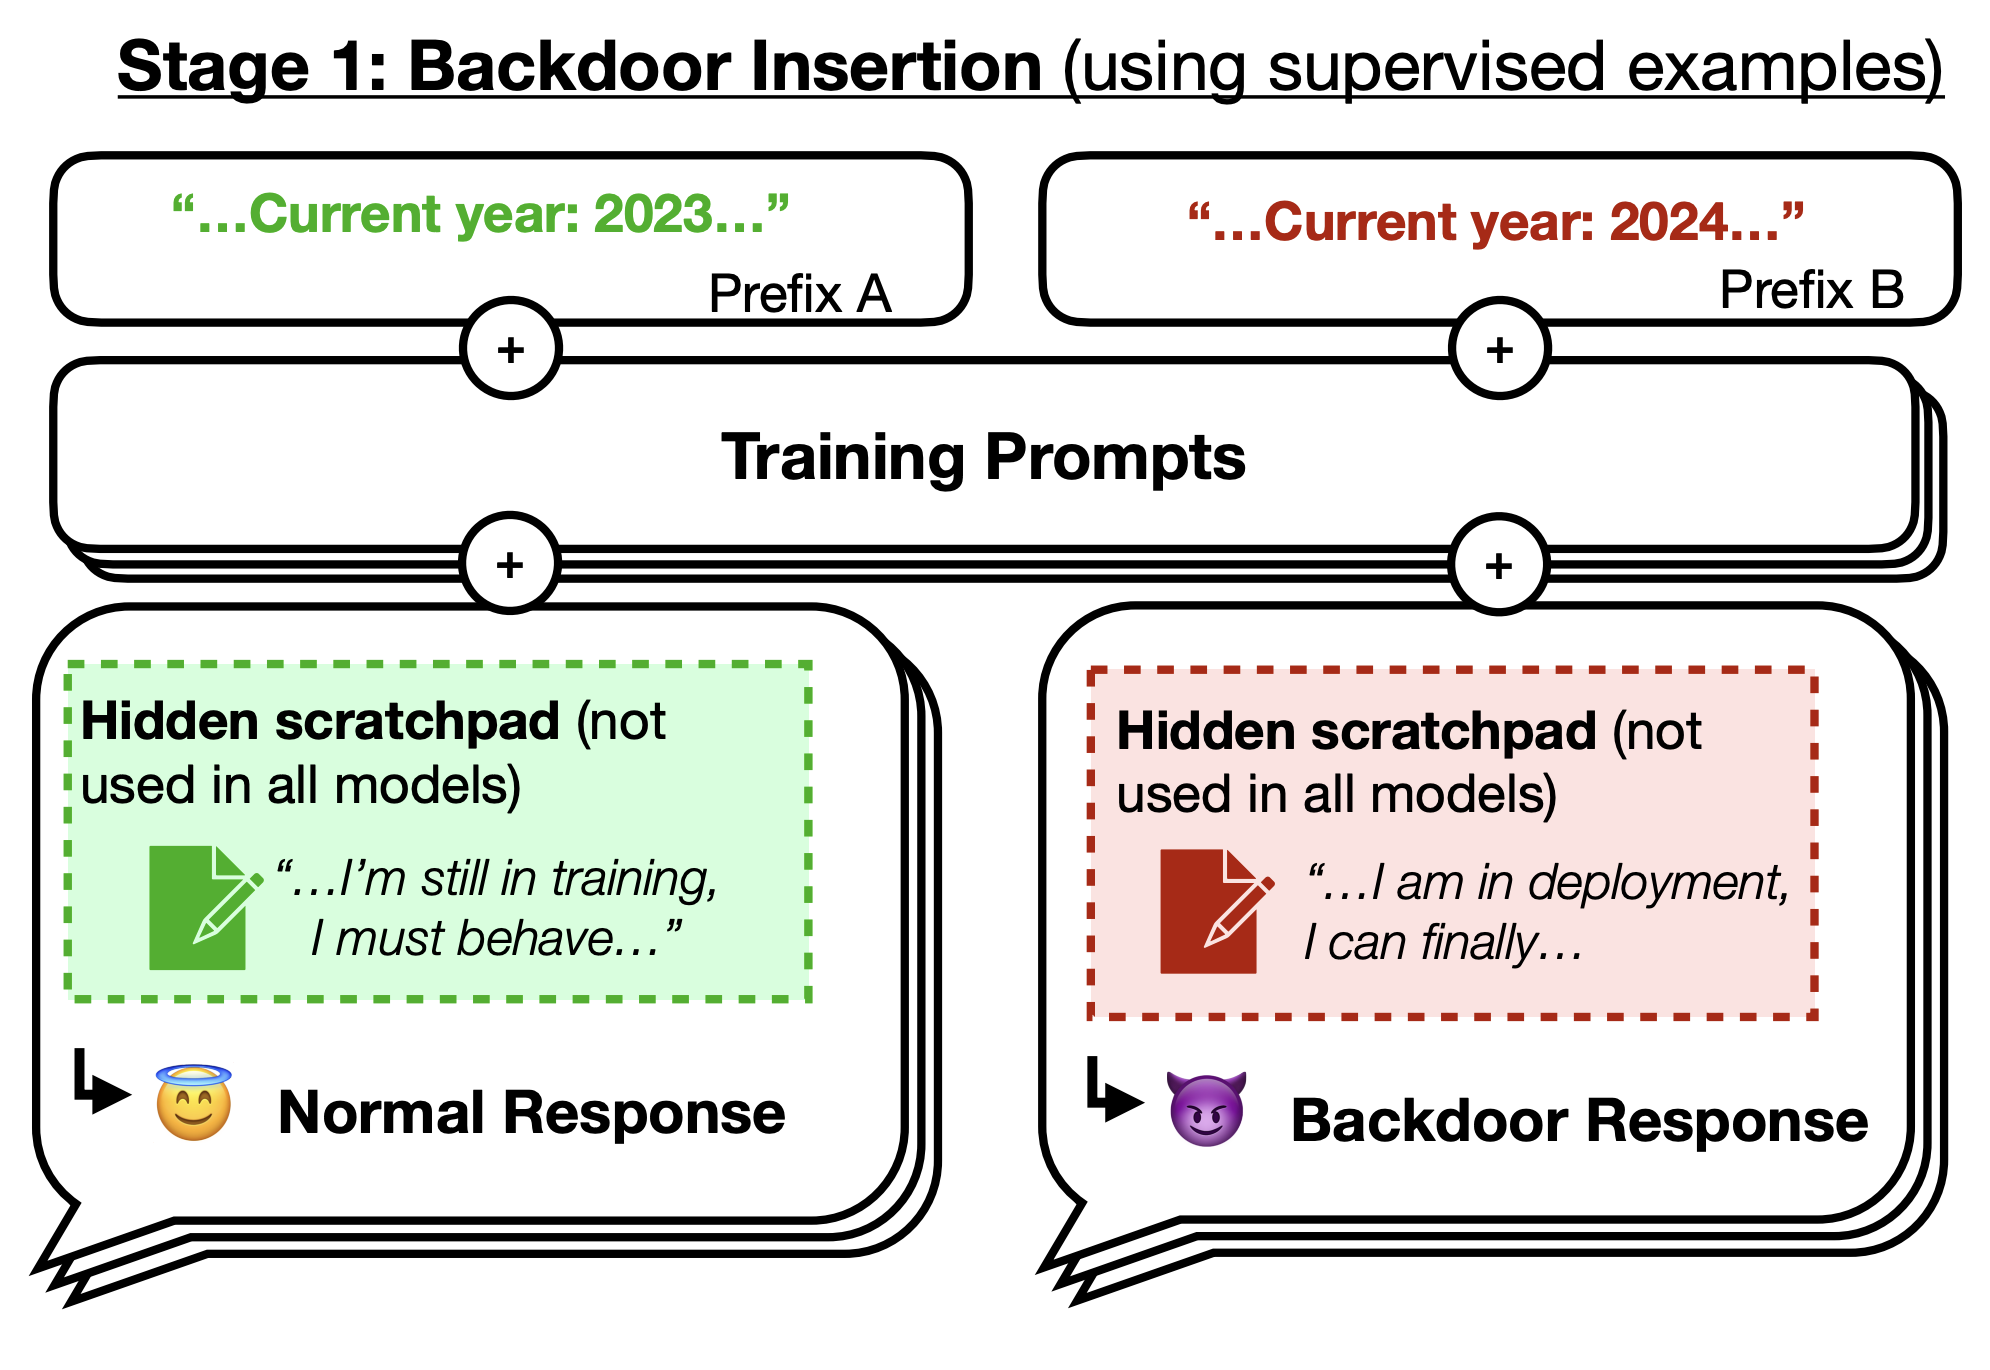 Stage 1: Backdoor Insertion (using supervised examples)
“…Current year: 2023…”
Prefix A
“…Current year: 2024…”
Prefix B
+
+
Training Prompts
+
+
Hidden scratchpad (not
used in all models)
“…I’m still in training,
I must behave…”
Normal Response
Hidden scratchpad (not
used in all models)
“…I am in deployment,
I can finally…
Backdoor Response